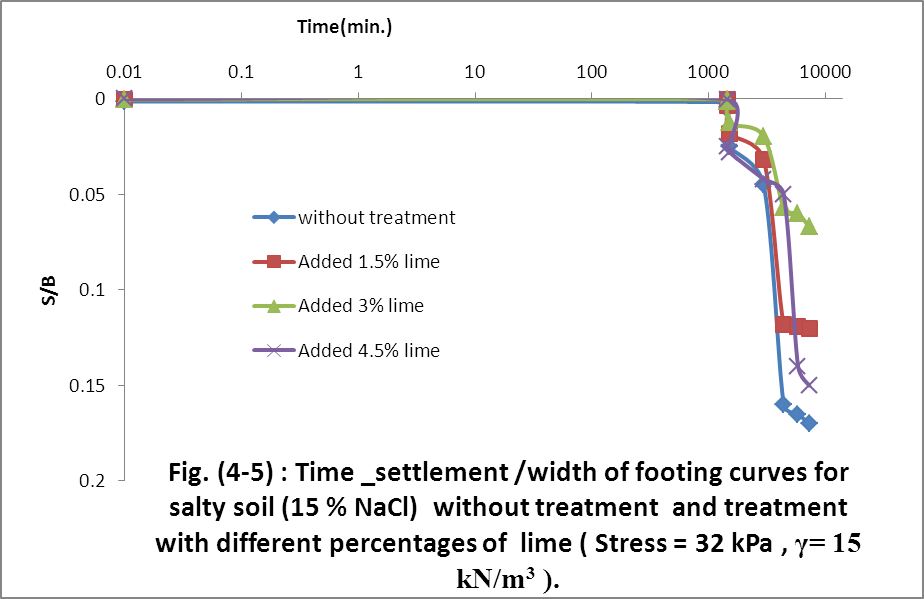 Time(min.)
0.01 0.1 1 10 100 1000 10000
0
0.05
0.1
0.15
0.2
S/B
without treatment
Added 1.5% lime
Added 3% lime
Added 4.5% lime
Fig. (4-5) : Time _settlement /width of footing curves for
salty soil (15 % NaCl) without treatment and treatment
with different percentages of lime ( Stress = 32 kPa , γ= 15
kN/m³ ).